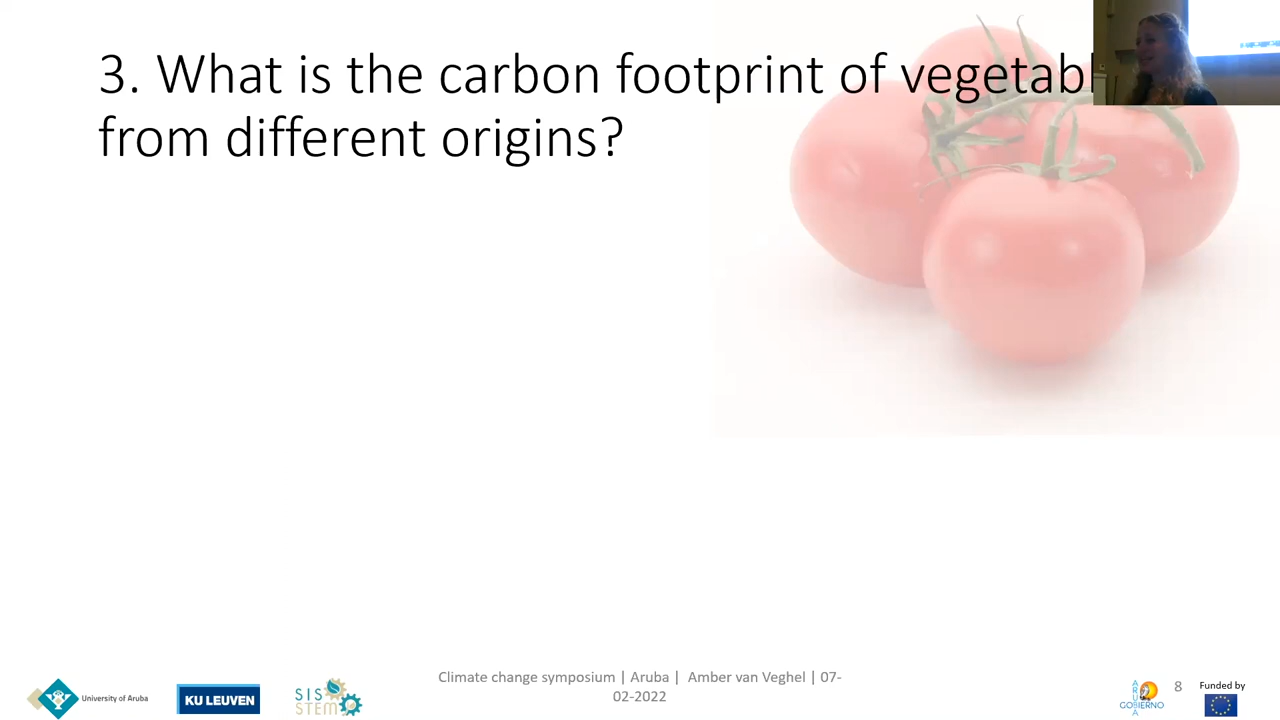 3. What is the carbon footprint of
from different origins?
University of Aruba
KU LEUVEN
SIS
STEM
Climate change symposium | Aruba | Amber van Veghel | 07-
02-2022
ARUBA
GOBIERNO
8
Funded by